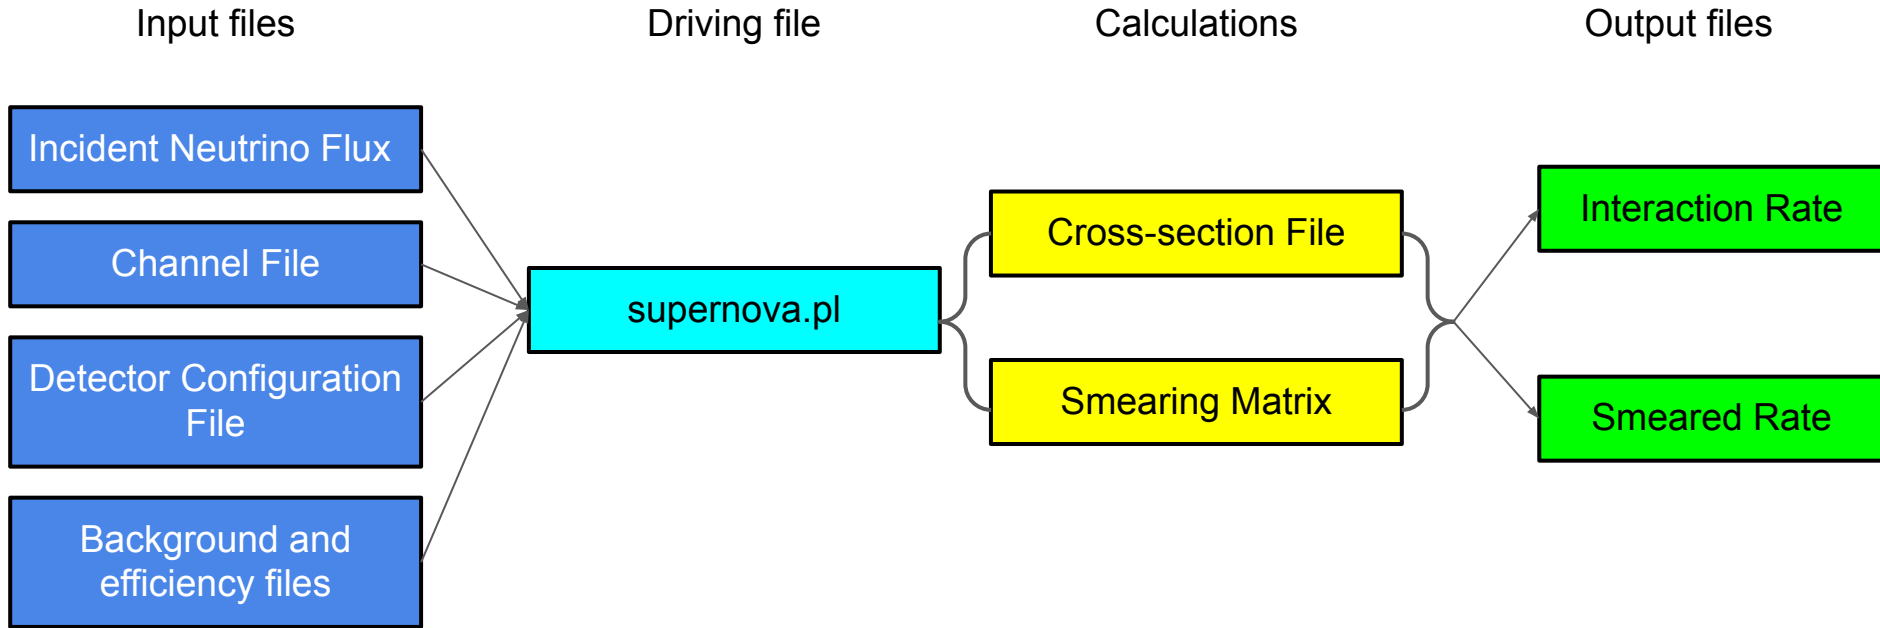 Input files
Driving file
Calculations
Output files
Incident Neutrino Flux
Channel File
Detector Configuration
File
Background and
efficiency files
supernova.pl
Cross-section File
Smearing Matrix
Interaction Rate
Smeared Rate